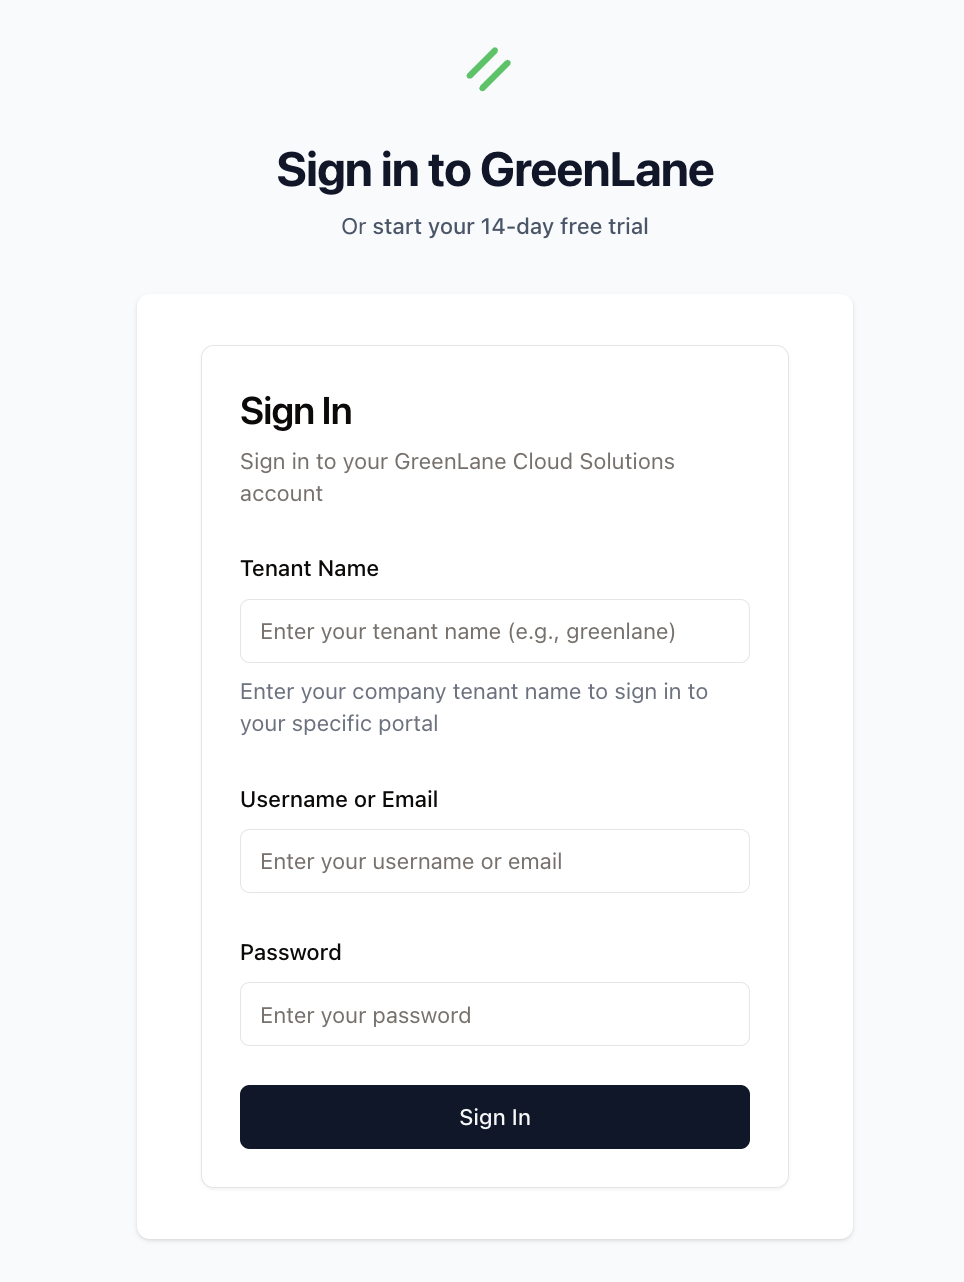 Sign in to GreenLane
Or start your 14-day free trial
Sign In
Sign in to your GreenLane Cloud Solutions
account
Tenant Name
Enter your tenant name (e.g., greenlane)
Enter your company tenant name to sign in to
your specific portal
Username or Email
Enter your username or email
Password
Enter your password
Sign In